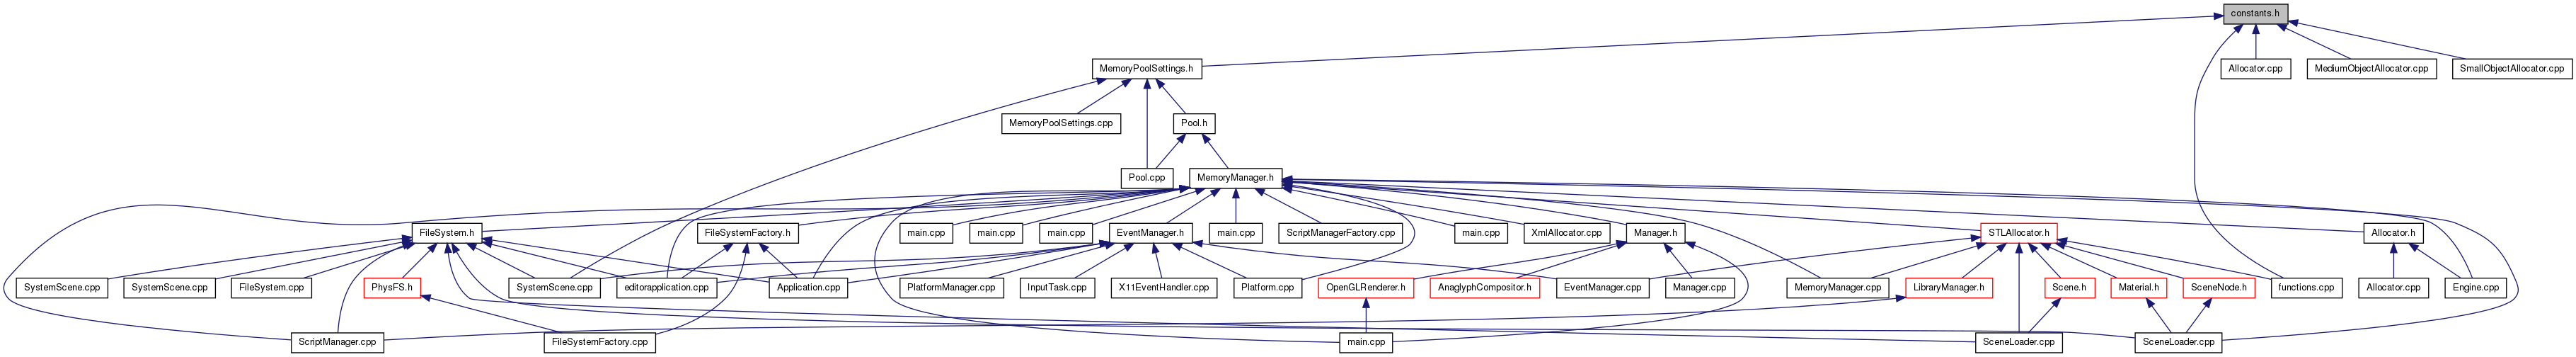 constants.h
MemoryPoolSettings.h
Allocator.cpp
MediumObjectAllocator.cpp
SmallObjectAllocator.cpp
MemoryPoolSettings.cpp
Pool.h
Pool.cpp
MemoryManager.h
FileSystem.h
FileSystemFactory.h
main.cpp
main.cpp
main.cpp
EventManager.h
main.cpp
ScriptManagerFactory.cpp
main.cpp
XmlAllocator.cpp
Manager.h
STLAllocator.h
Allocator.h
SystemScene.cpp
SystemScene.cpp
FileSystem.cpp
PhysFS.h
SystemScene.cpp
editorapplication.cpp
Application.cpp
PlatformManager.cpp
InputTask.cpp
X11EventHandler.cpp
Platform.cpp
OpenGLRenderer.h
AnaglyphCompositor.h
EventManager.cpp
Manager.cpp
MemoryManager.cpp
LibraryManager.h
Scene.h
Material.h
SceneNode.h
functions.cpp
Allocator.cpp
Engine.cpp
ScriptManager.cpp
FileSystemFactory.cpp
main.cpp
SceneLoader.cpp
SceneLoader.cpp